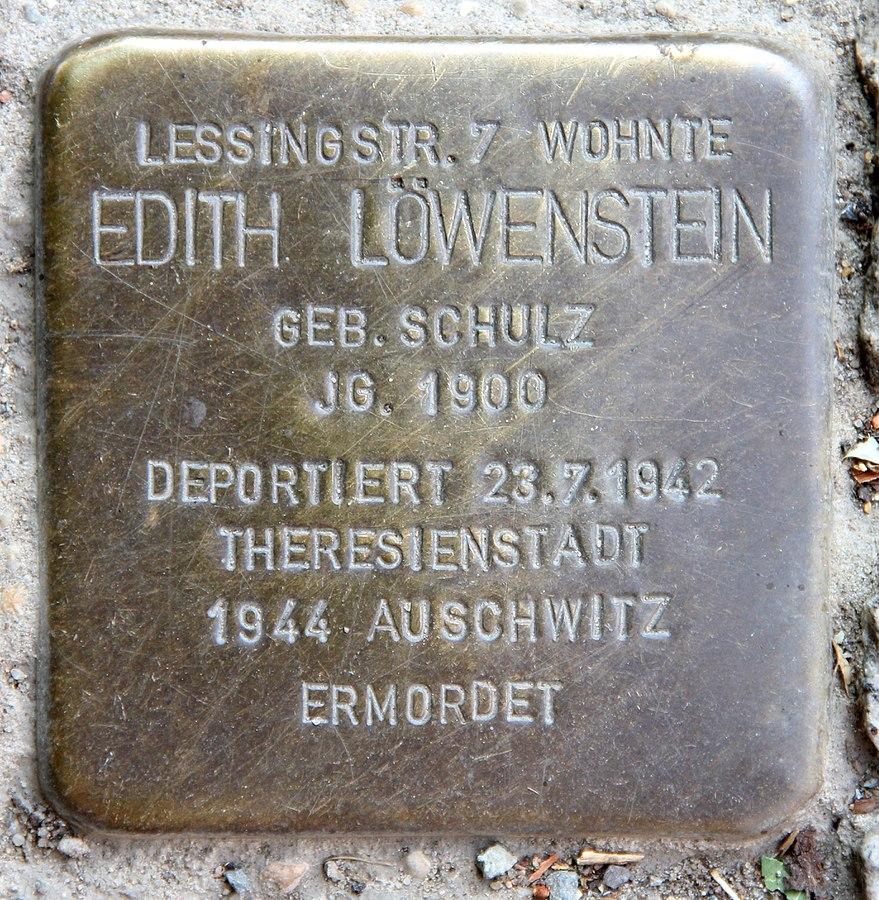 LESSINGSTR. 7 WOHNTE
EDITH LÖWENSTEIN
GEB. SCHULZ
JG. 1900
DEPORTIERT 23.7.1942
THERESIENSTADT
1944 AUSCHWITZ
ERMORDET